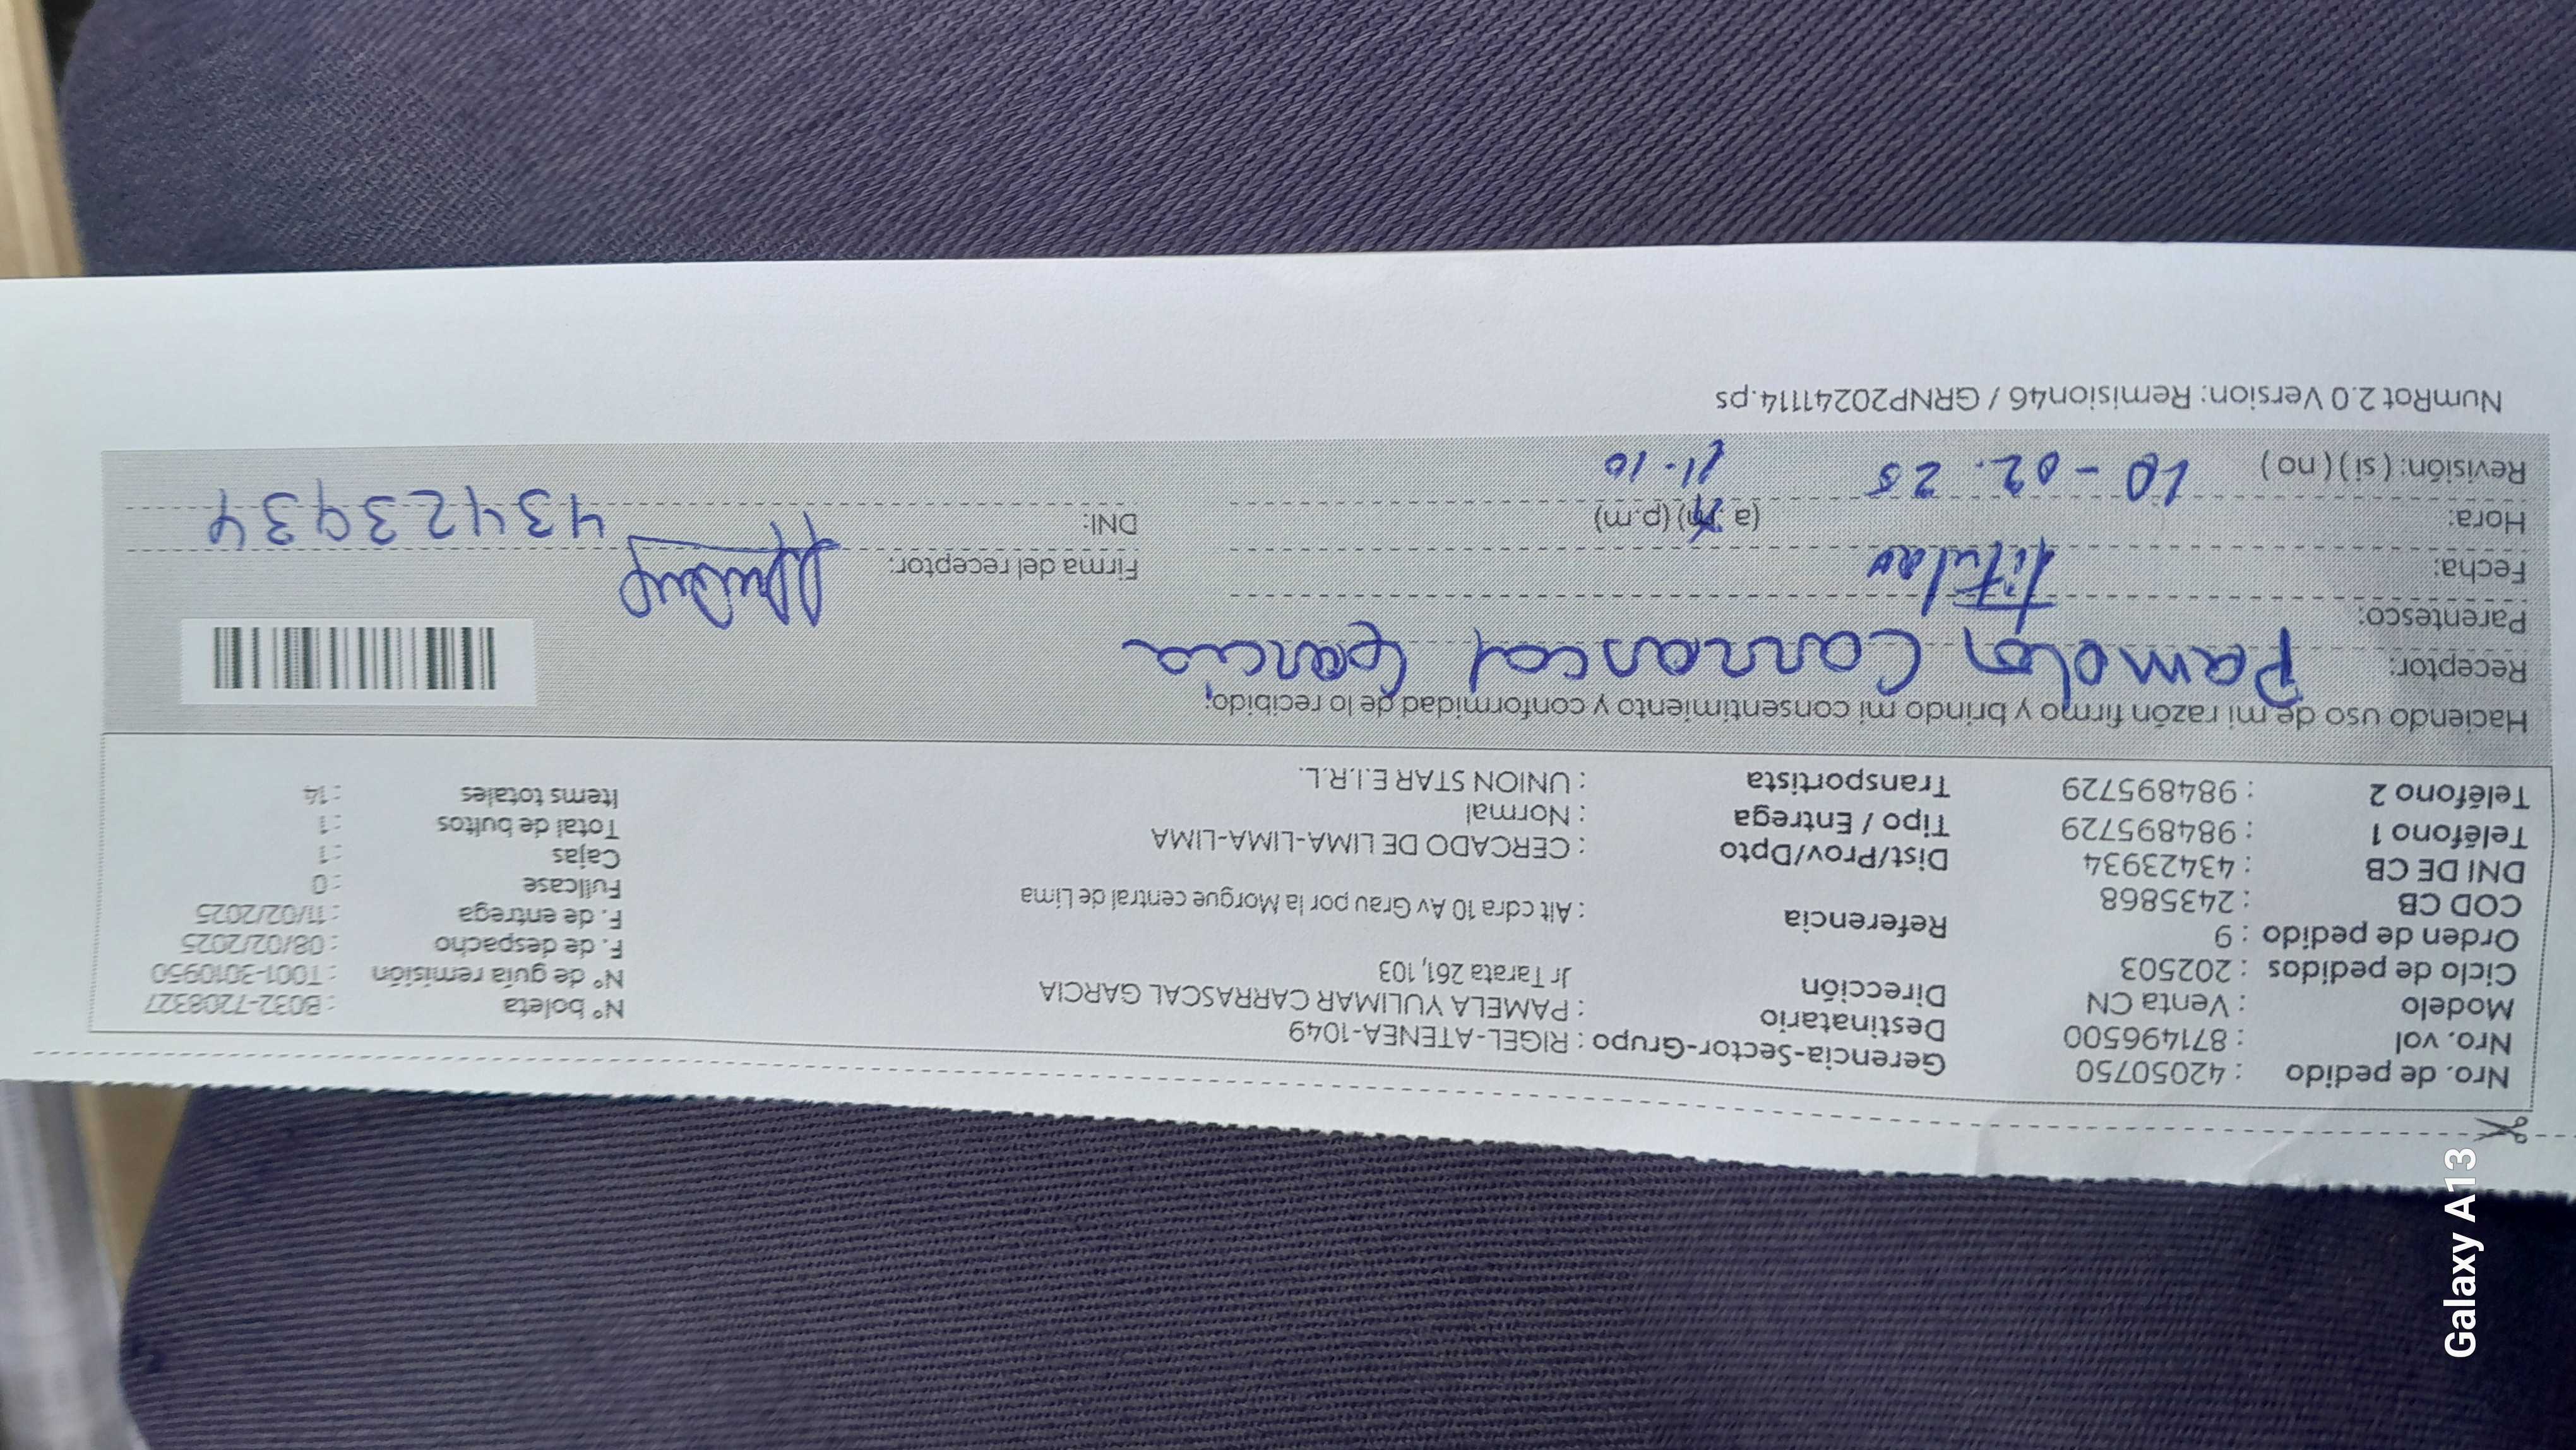 Nro. de pedido : 42050750
Nro. vol : 871496500
Modelo : Venta CN
Ciclo de pedidos : 202503
Orden de pedido : 9
COD CB : 2435868
DNI DE CB : 43423934
Teléfono 1 : 984895729
Teléfono 2 : 984895729
Gerencia-Sector-Grupo : RIGEL-ATENEA-1049
Destinatario : PAMELA YULIMAR CARRASCAL GARCIA
Dirección Jr Tarata 261, 103
Referencia : Alt cdra 10 Av Grau por la Morgue central de Lima
Dist/Prov/Dpto : CERCADO DE LIMA-LIMA-LIMA
Tipo / Entrega : Normal
Transportista : UNION STAR E.I.R.L.
N° boleta : B032-7208327
N° de guía remisión : T001-3010950
F. de despacho : 08/02/2025
F. de entrega : 11/02/2025
Fullcase : 0
Cajas : 1
Total de bultos : 1
Items totales : 14
Haciendo uso de mi razón firmo y brindo mi consentimiento y conformidad de lo recibido;
Receptor: Pamela Carrascal Garcia
Parentesco: titular
Fecha:
Hora: (a.m) (p.m)
Revisión: ( si ) ( no ) 10 - 02. 25 11.10
Firma del receptor:
DNI: 43423934
NumRot 2.0 Version: Remision46 / GRNP20241114.ps
Galaxy A13